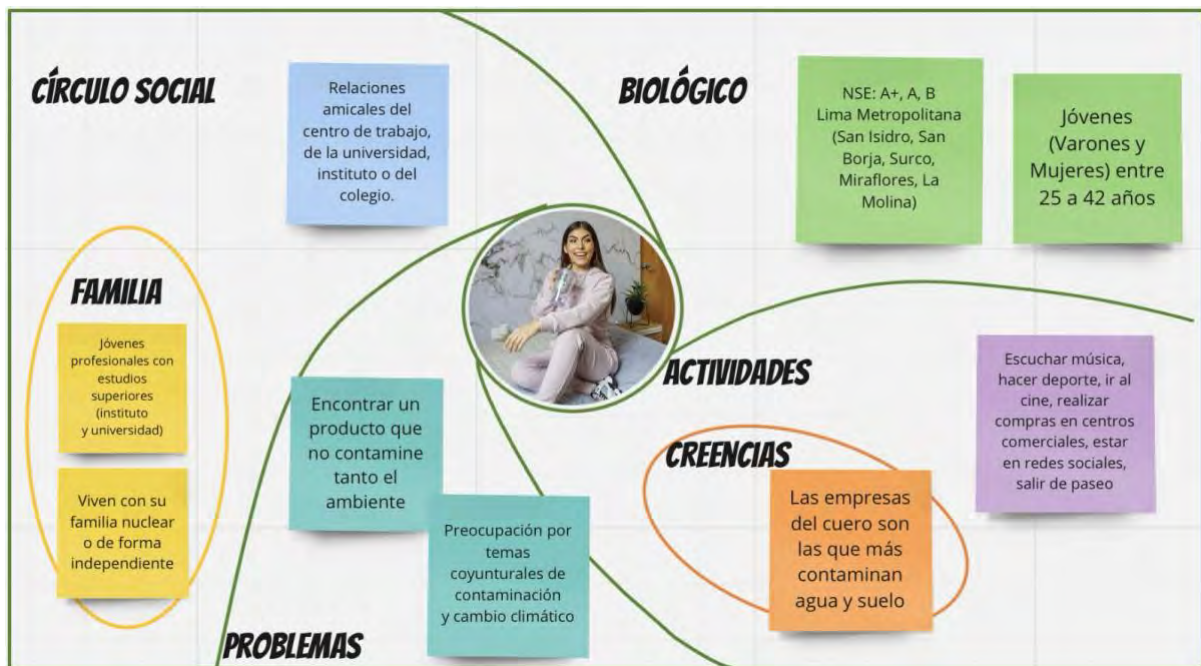 CÍRCULO SOCIAL
Relaciones
amicales del
centro de trabajo,
de la universidad,
instituto o del
colegio.
BIOLÓGICO
NSE: A+, A, B
Lima Metropolitana
(San Isidro, San
Borja, Surco,
Miraflores, La
Molina)
Jóvenes
(Varones y
Mujeres) entre
25 a 42 años
FAMILIA
Jóvenes
profesionales con
estudios
superiores
(instituto
y universidad)
Viven con su
familia nuclear
o de forma
independiente
Encontrar un
producto que
no contamine
tanto el
ambiente
Preocupación por
temas
coyunturales de
contaminación
y cambio climático
PROBLEMAS
ACTIVIDADES
Escuchar música,
hacer deporte, ir al
cine, realizar
compras en centros
comerciales, estar
en redes sociales,
salir de paseo
CREENCIAS
Las empresas
del cuero son
las que más
contaminan
agua y suelo